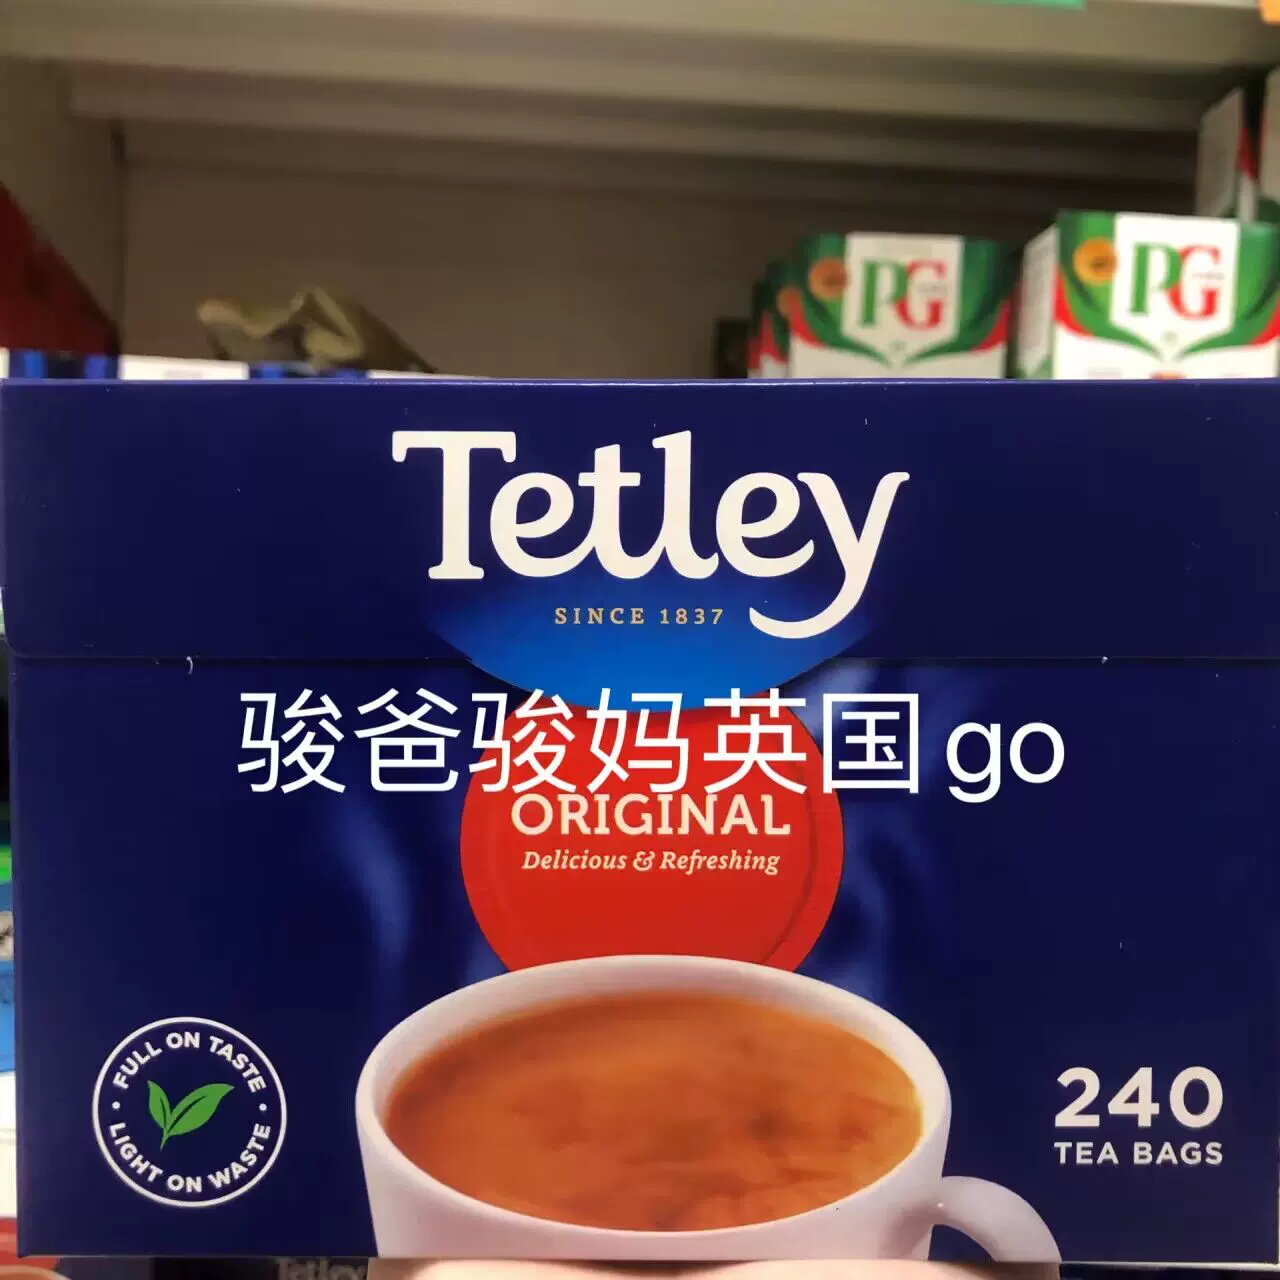 PG
PG
Tetley
SINCE 1837
骏爸骏妈英国go
ORIGINAL
Delicious & Refreshing
FULL ON TASTE
LIGHT ON WASTE
240
TEA BAGS
Tetley